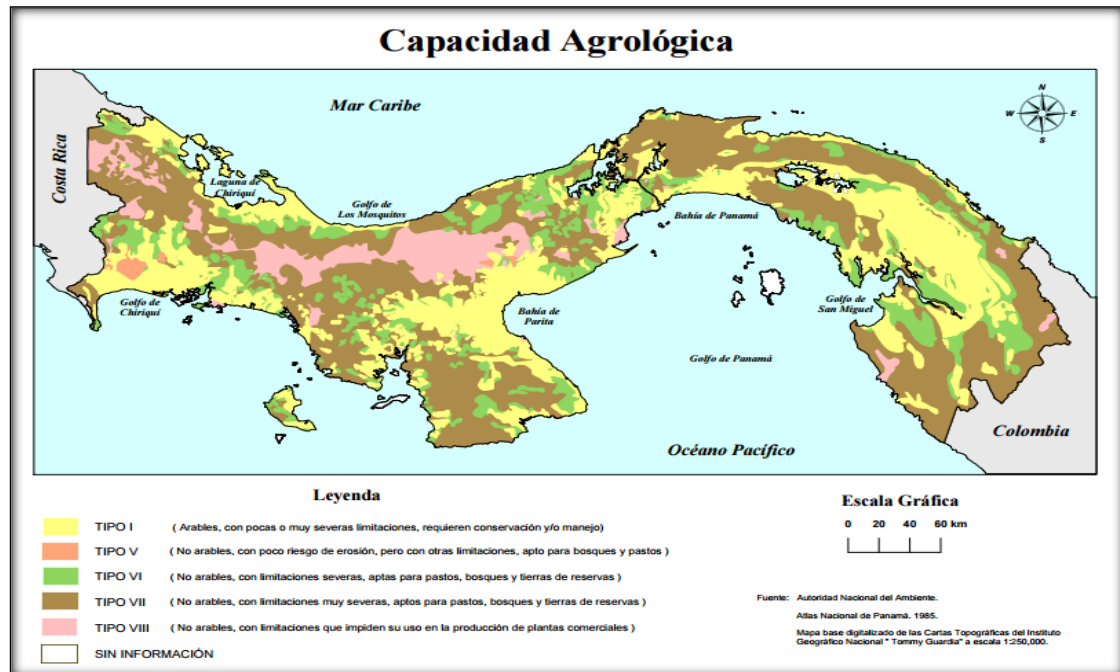 Capacidad Agrológica
Mar Caribe
N
W E
S
Costa Rica
Laguna de
Chiriquí
Golfo de
Los Mosquitos
Bahía de Panamá
Golfo de
Chiriquí
Bahía de
Parita
Golfo de
San Miguel
Golfo de Panamá
Océano Pacífico
Colombia
Leyenda
TIPO I ( Arables, con pocas o muy severas limitaciones, requieren conservación y/o manejo)
TIPO V ( No arables, con poco riesgo de erosión, pero con otras limitaciones, apto para bosques y pastos )
TIPO VI ( No arables, con limitaciones severas, aptas para pastos, bosques y tierras de reservas )
TIPO VII ( No arables, con limitaciones muy severas, aptos para pastos, bosques y tierras de reservas )
TIPO VIII ( No arables, con limitaciones que impiden su uso en la producción de plantas comerciales )
SIN INFORMACIÓN
Escala Gráfica
0 20 40 60 km
Fuente: Autoridad Nacional del Ambiente.
Atlas Nacional de Panamá. 1985.
Mapa base digitalizado de las Cartas Topográficas del Instituto
Geográfico Nacional " Tommy Guardia" a escala 1:250,000.